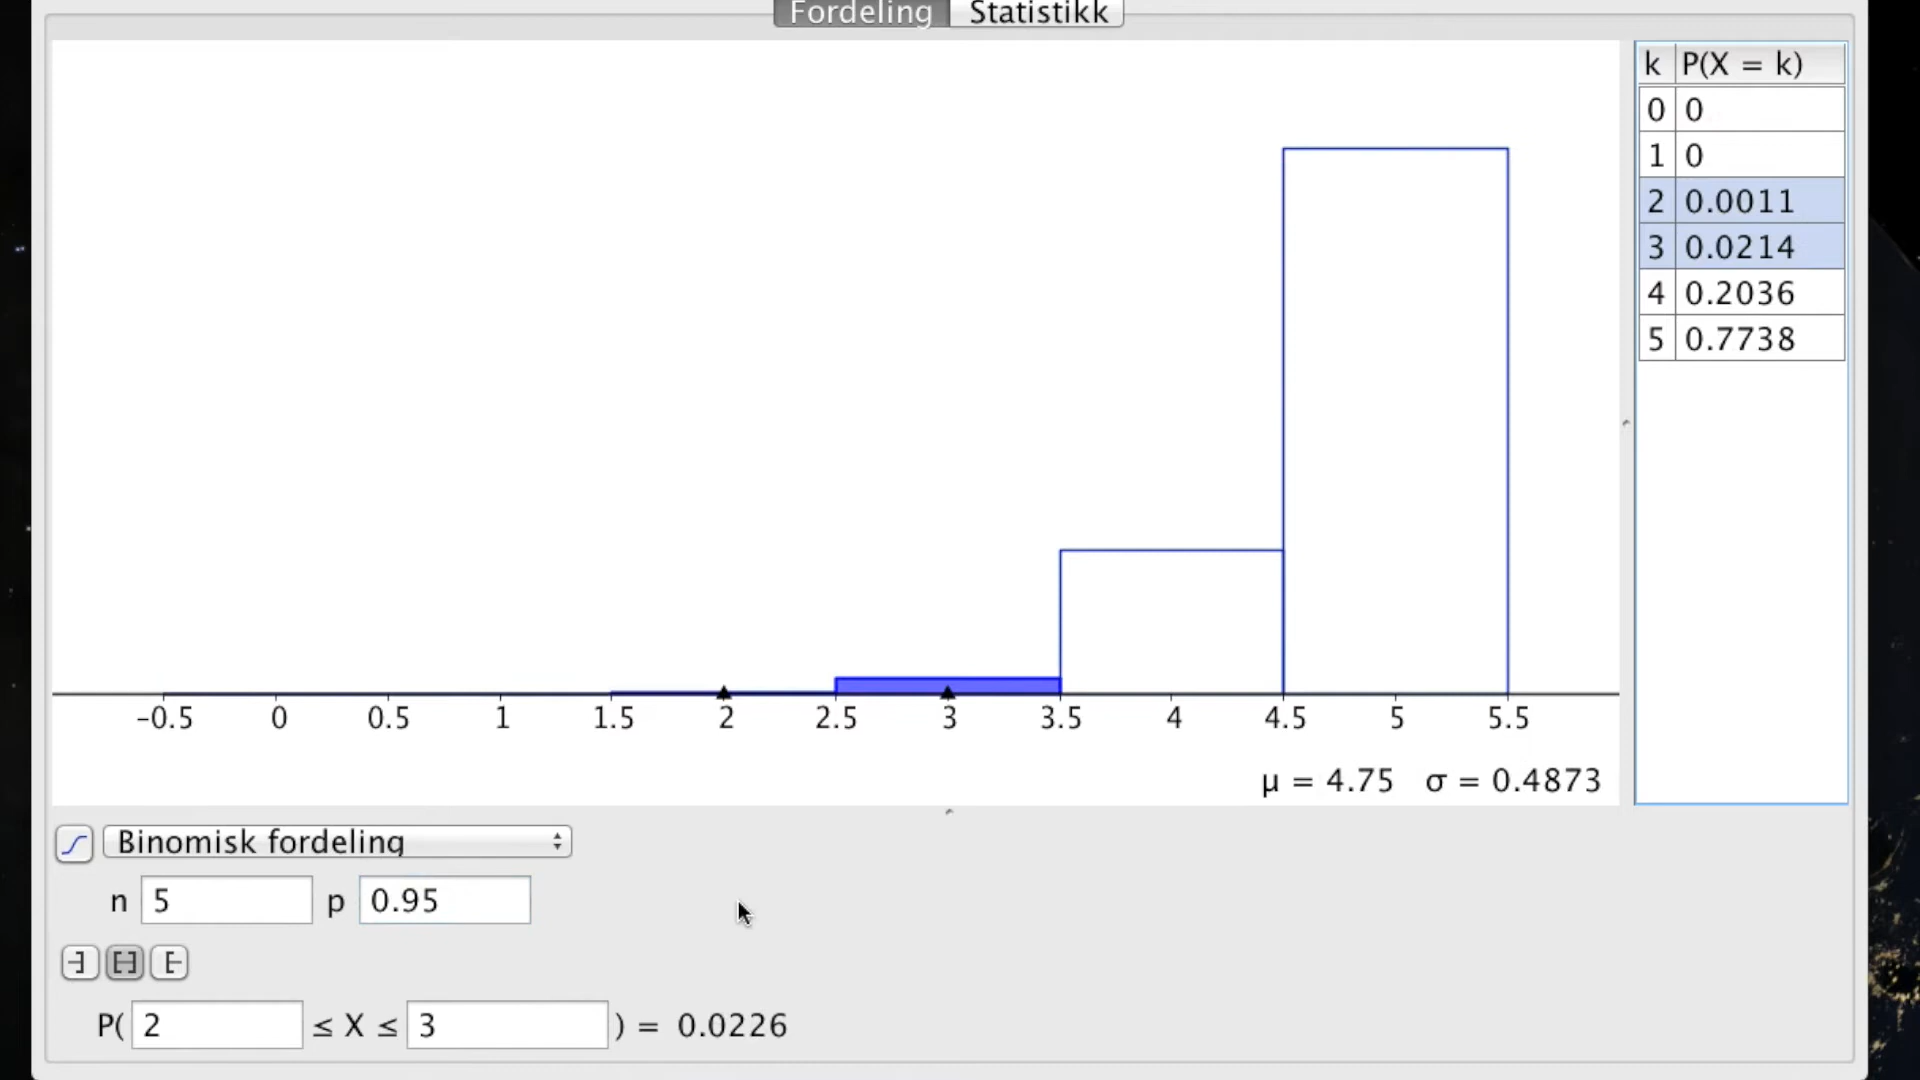 Fordeling Statistikk
k P(X = k)
0 0
1 0
2 0.0011
3 0.0214
4 0.2036
5 0.7738
-0.5 0 0.5 1 1.5 2 2.5 3 3.5 4 4.5 5 5.5
μ = 4.75 σ = 0.4873
Binomisk fordeling
n 5 p 0.95
P( 2 ≤ X ≤ 3 ) = 0.0226